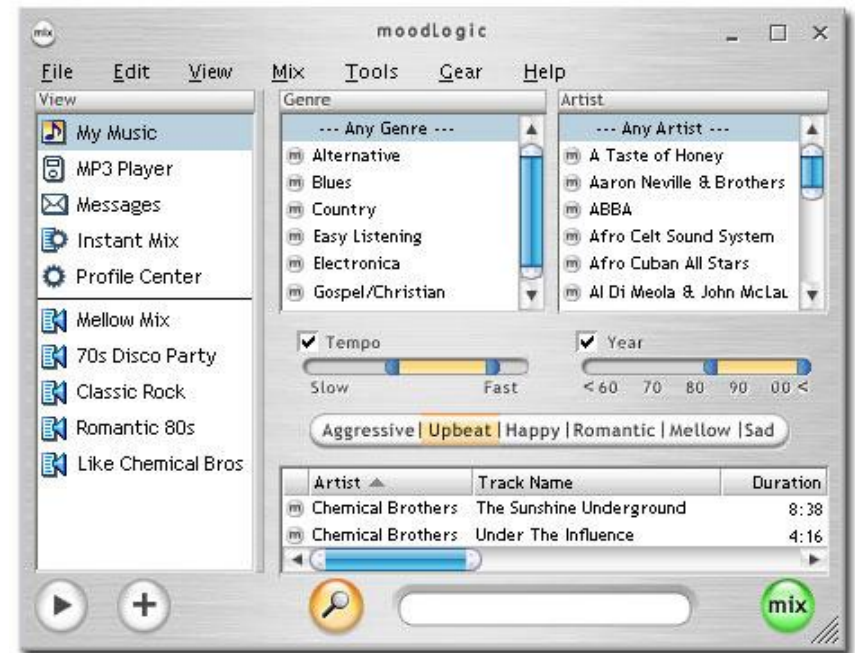 mix
moodlogic
File Edit View Mix Tools Gear Help
View
My Music
MP3 Player
Messages
Instant Mix
Profile Center
Mellow Mix
70s Disco Party
Classic Rock
Romantic 80s
Like Chemical Bros
Genre
--- Any Genre ---
m Alternative
m Blues
m Country
m Easy Listening
m Electronica
m Gospel/Christian
Artist
--- Any Artist ---
m A Taste of Honey
m Aaron Neville & Brothers
m ABBA
m Afro Celt Sound System
m Afro Cuban All Stars
m Al Di Meola & John McLau
Tempo
Slow Fast
Year
< 60 70 80 90 00 <
Aggressive | Upbeat | Happy | Romantic | Mellow | Sad
Artist Track Name Duration
m Chemical Brothers The Sunshine Underground 8:38
m Chemical Brothers Under The Influence 4:16
mix